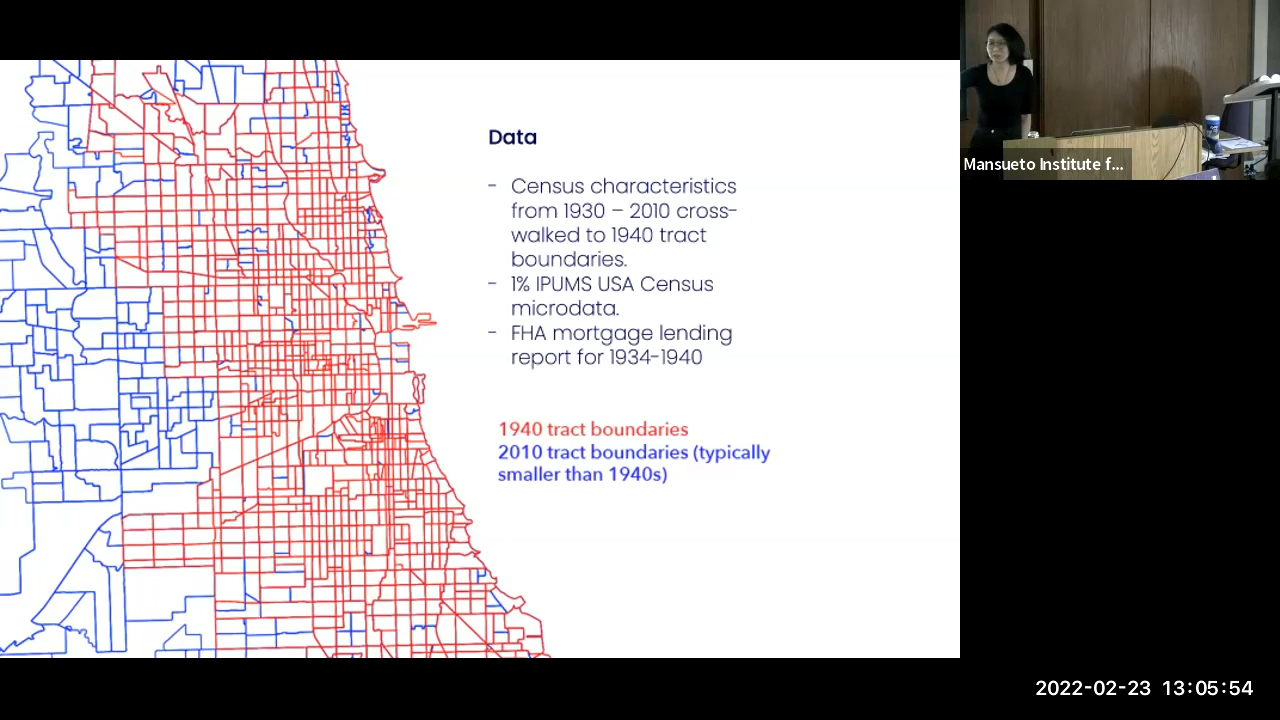 Data
- Census characteristics
from 1930 – 2010 cross-
walked to 1940 tract
boundaries.
- 1% IPUMS USA Census
microdata.
- FHA mortgage lending
report for 1934-1940
1940 tract boundaries
2010 tract boundaries (typically
smaller than 1940s)
Mansueto Institute f...
2022-02-23 13:05:54